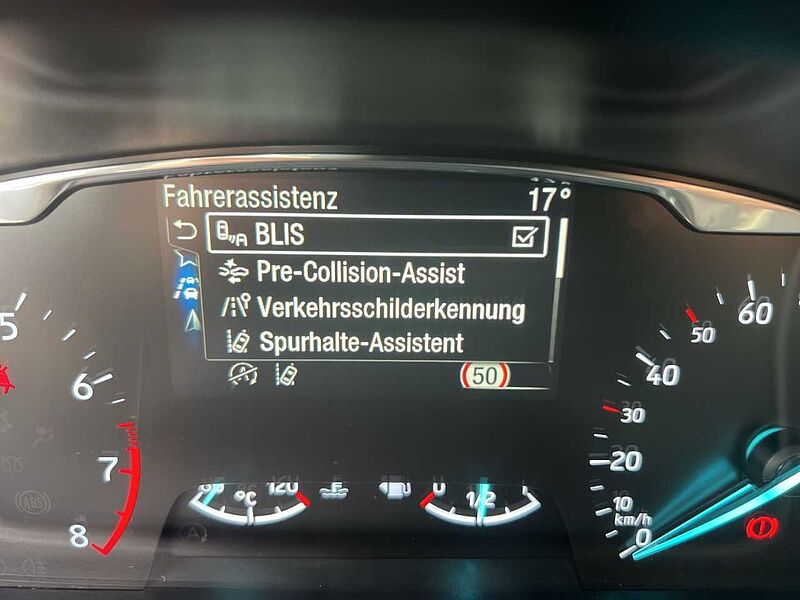 Fahrerassistenz 17°
BLIS
Pre-Collision-Assist
Verkehrsschilderkennung
Spurhalte-Assistent
50
5
6
7
8
120
°C
0
1/2
60
50
40
30
20
10
km/h
0
ABS
A